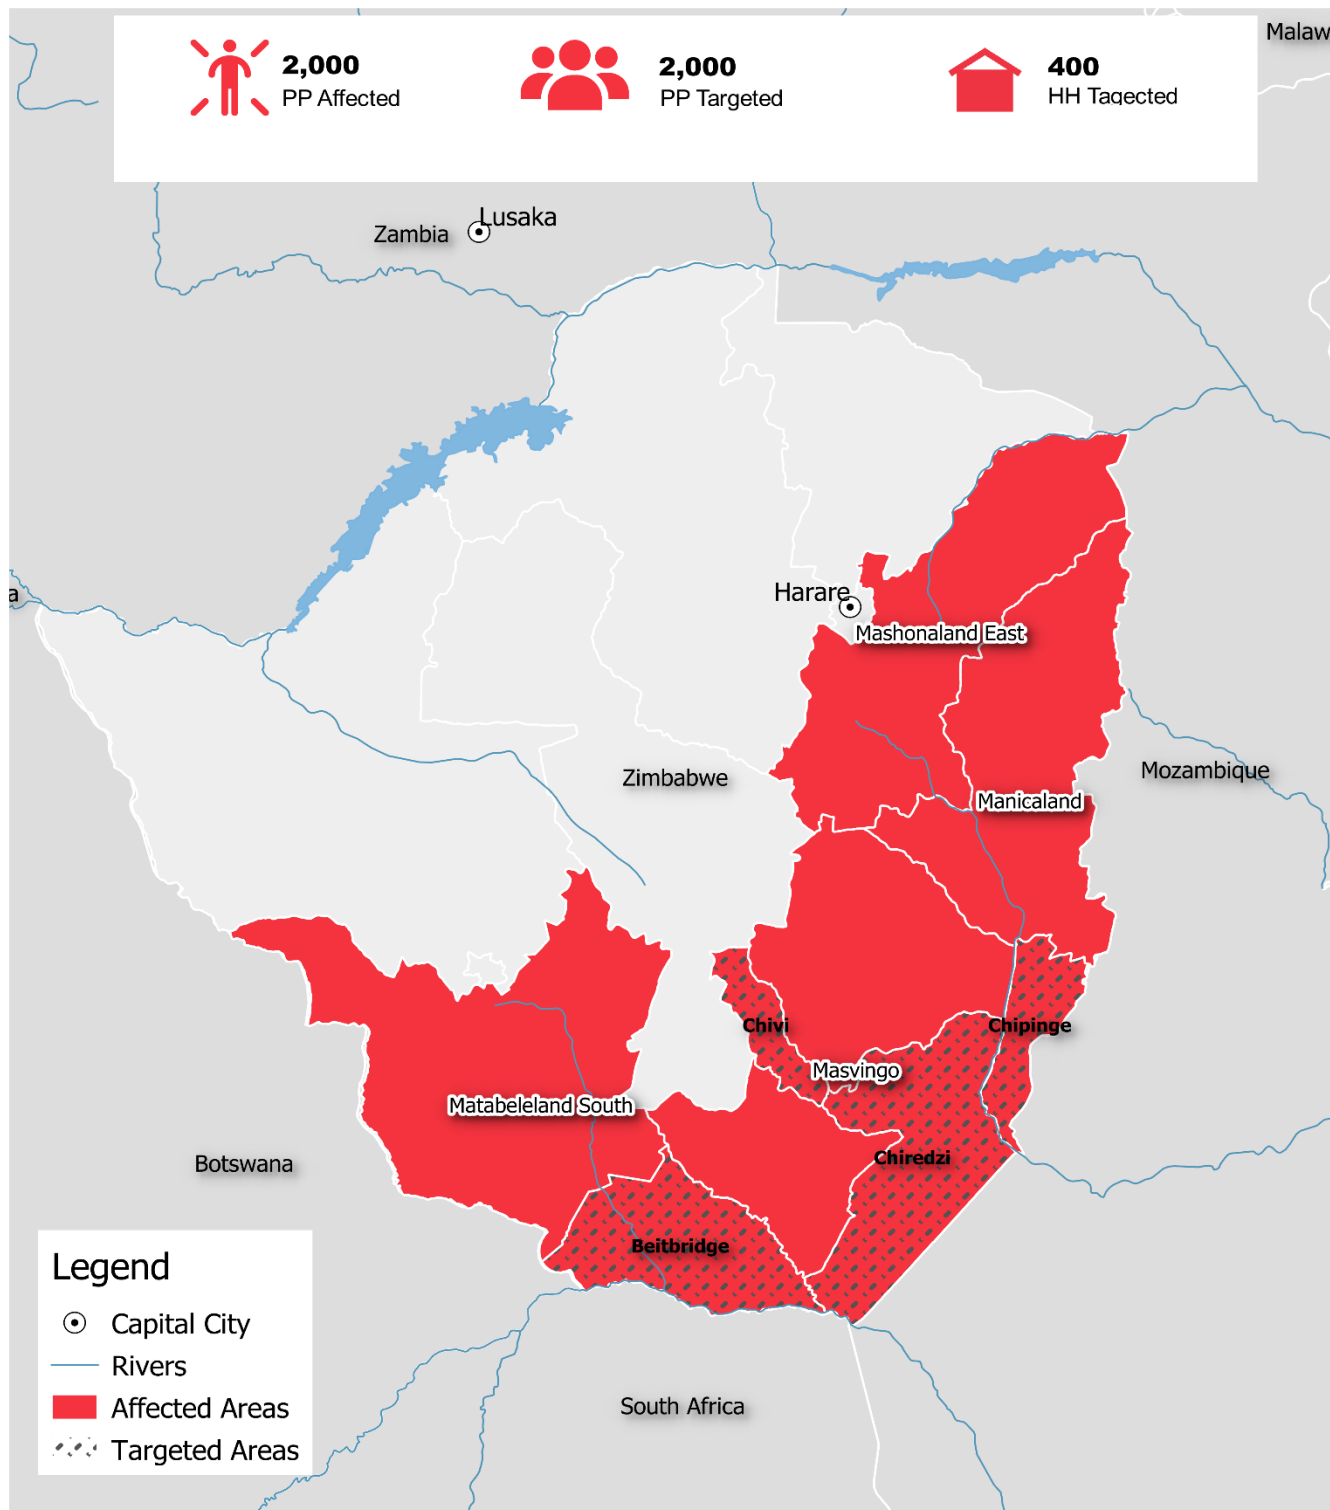 2,000
PP Affected
2,000
PP Targeted
400
HH Tagected
Malaw
Lusaka
Zambia
a
Harare
Mashonaland East
Zimbabwe
Mozambique
Manicaland
Chivi
Chipinge
Masvingo
Matabeleland South
Botswana
Chiredzi
Beitbridge
South Africa
Legend
Capital City
Rivers
Affected Areas
Targeted Areas